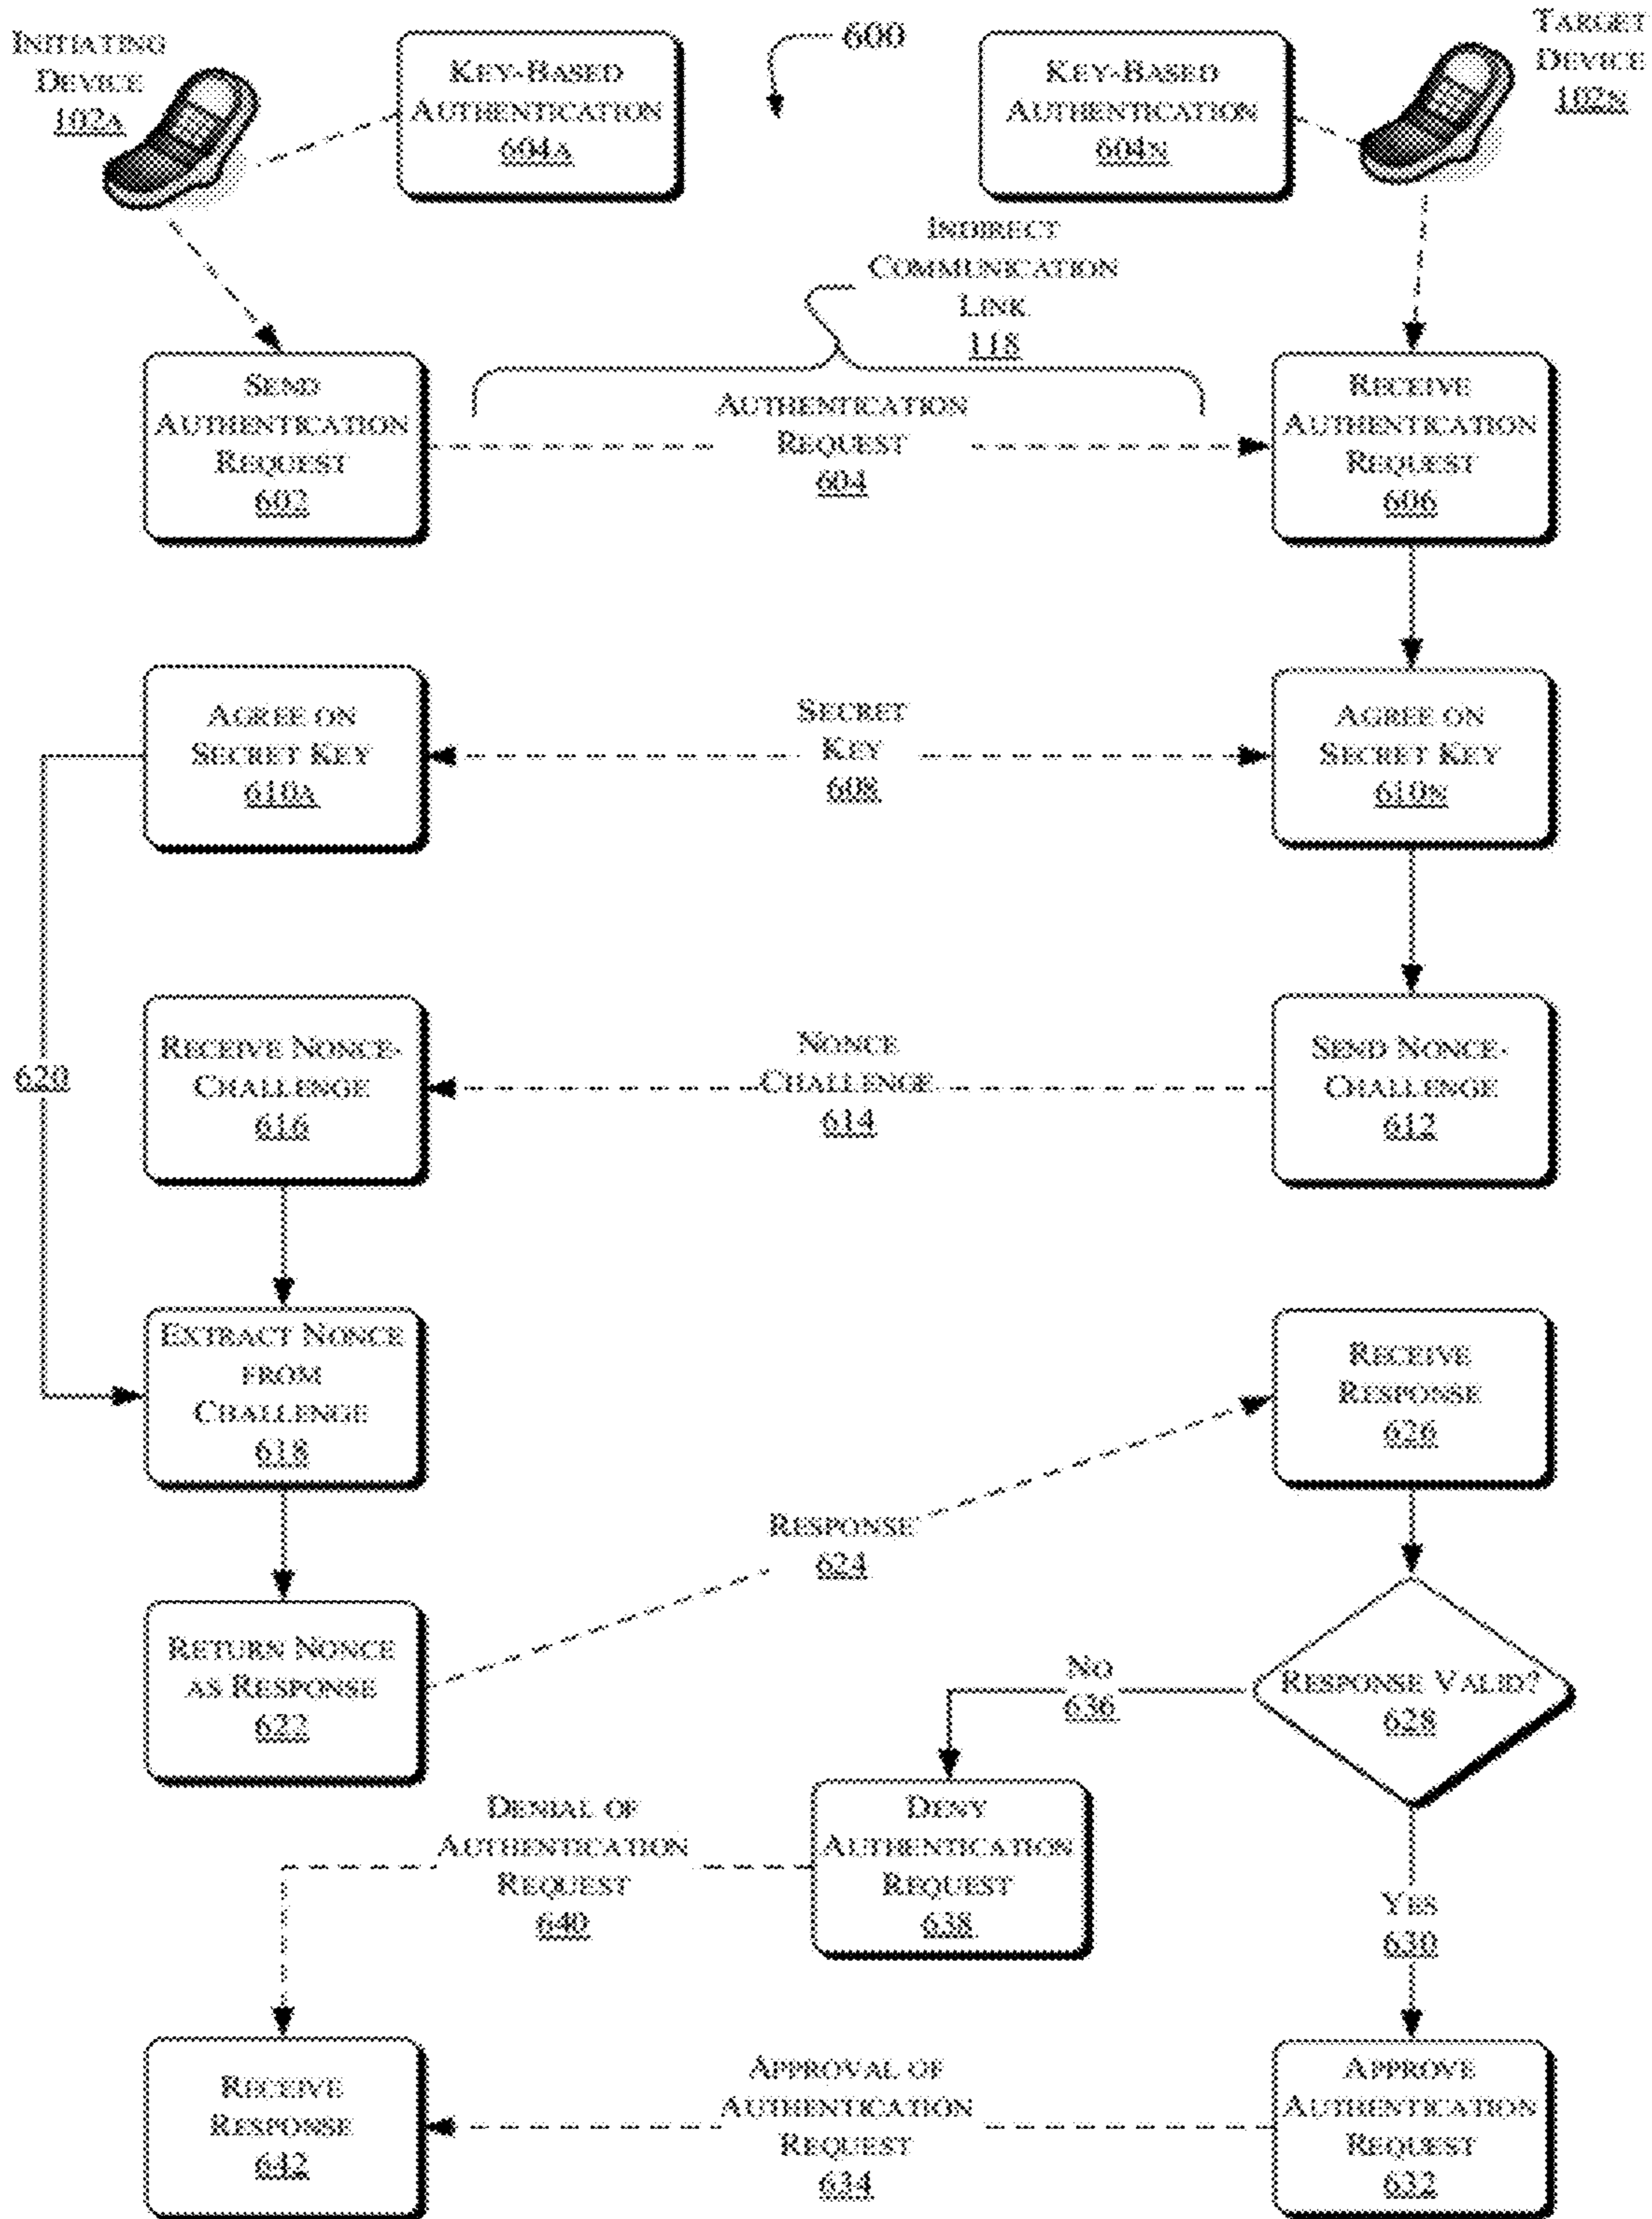 INITIATING
DEVICE
102A
KEY-BASED
AUTHENTICATION
604A
600
KEY-BASED
AUTHENTICATION
604N
TARGET
DEVICE
102N
INDIRECT
COMMUNICATION
LINK
118
SEND
AUTHENTICATION
REQUEST
602
AUTHENTICATION
REQUEST
604
RECEIVE
AUTHENTICATION
REQUEST
606
AGREE ON
SECRET KEY
610A
SECRET
KEY
608
AGREE ON
SECRET KEY
610N
RECEIVE NONCE-
CHALLENGE
616
NONCE
CHALLENGE
614
SEND NONCE-
CHALLENGE
612
620
EXTRACT NONCE
FROM
CHALLENGE
618
RECEIVE
RESPONSE
626
RESPONSE
624
RETURN NONCE
AS RESPONSE
622
NO
636
RESPONSE VALID?
628
DENIAL OF
AUTHENTICATION
REQUEST
640
DENY
AUTHENTICATION
REQUEST
638
YES
630
RECEIVE
RESPONSE
642
APPROVAL OF
AUTHENTICATION
REQUEST
634
APPROVE
AUTHENTICATION
REQUEST
632